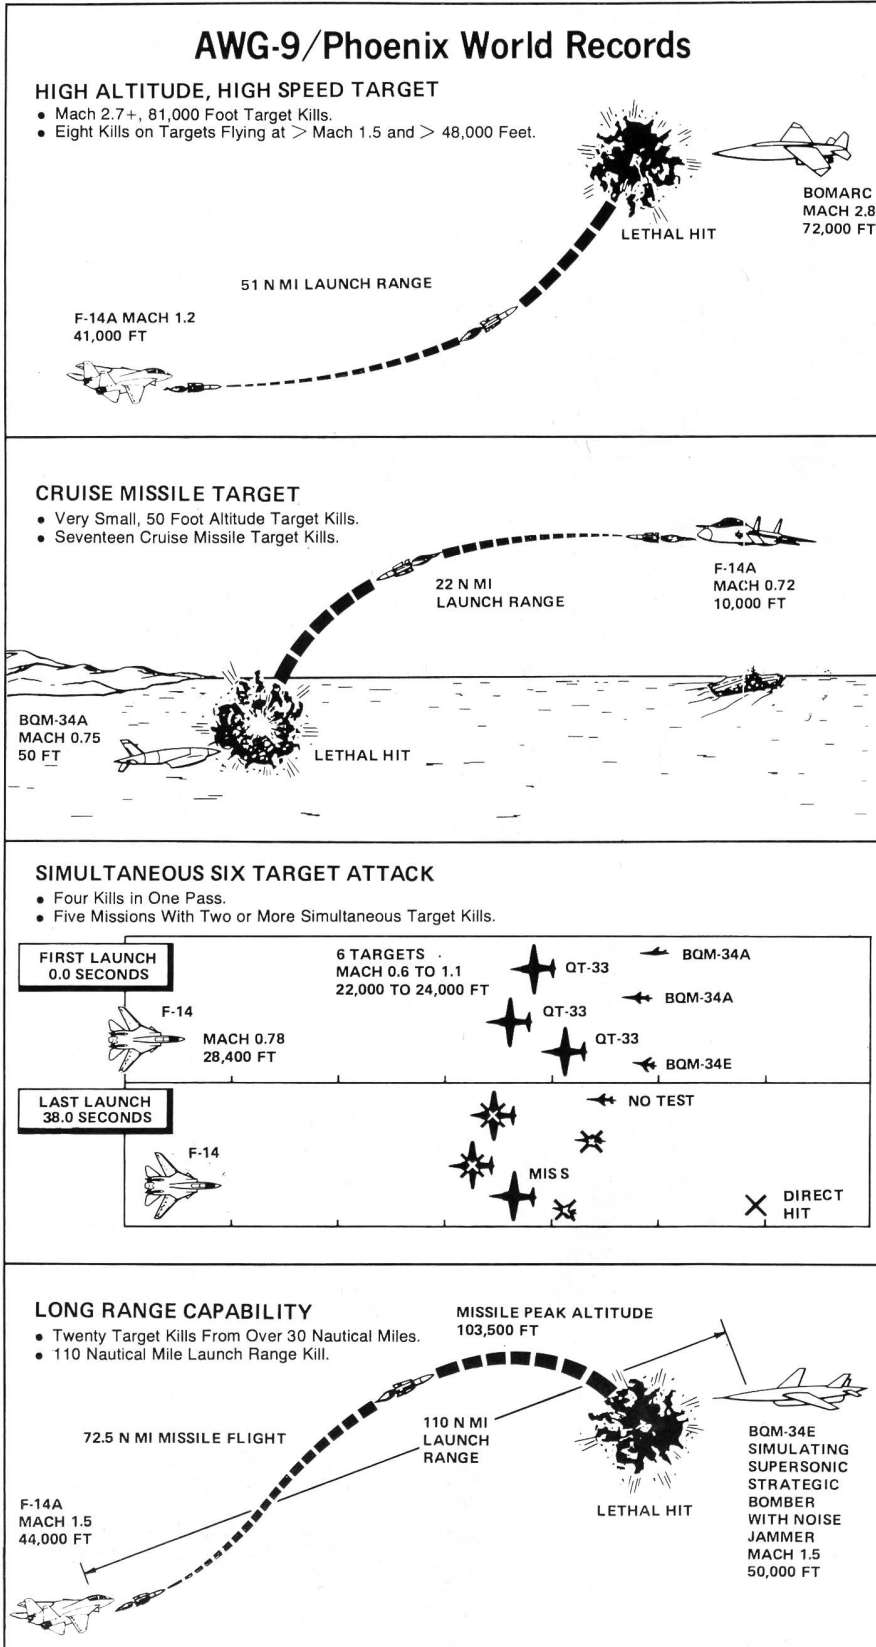 AWG-9/Phoenix World Records
HIGH ALTITUDE, HIGH SPEED TARGET
• Mach 2.7+, 81,000 Foot Target Kills.
• Eight Kills on Targets Flying at > Mach 1.5 and > 48,000 Feet.
BOMARC
MACH 2.8
72,000 FT
LETHAL HIT
51 N MI LAUNCH RANGE
F-14A MACH 1.2
41,000 FT
CRUISE MISSILE TARGET
• Very Small, 50 Foot Altitude Target Kills.
• Seventeen Cruise Missile Target Kills.
22 N MI
LAUNCH RANGE
F-14A
MACH 0.72
10,000 FT
BQM-34A
MACH 0.75
50 FT
LETHAL HIT
SIMULTANEOUS SIX TARGET ATTACK
• Four Kills in One Pass.
• Five Missions With Two or More Simultaneous Target Kills.
FIRST LAUNCH
0.0 SECONDS
6 TARGETS
MACH 0.6 TO 1.1
22,000 TO 24,000 FT
QT-33
BQM-34A
F-14
MACH 0.78
28,400 FT
QT-33
BQM-34A
QT-33
BQM-34E
LAST LAUNCH
38.0 SECONDS
NO TEST
F-14
MISS
DIRECT
HIT
LONG RANGE CAPABILITY
• Twenty Target Kills From Over 30 Nautical Miles.
• 110 Nautical Mile Launch Range Kill.
MISSILE PEAK ALTITUDE
103,500 FT
72.5 N MI MISSILE FLIGHT
110 N MI
LAUNCH
RANGE
LETHAL HIT
BQM-34E
SIMULATING
SUPERSONIC
STRATEGIC
BOMBER
WITH NOISE
JAMMER
MACH 1.5
50,000 FT
F-14A
MACH 1.5
44,000 FT